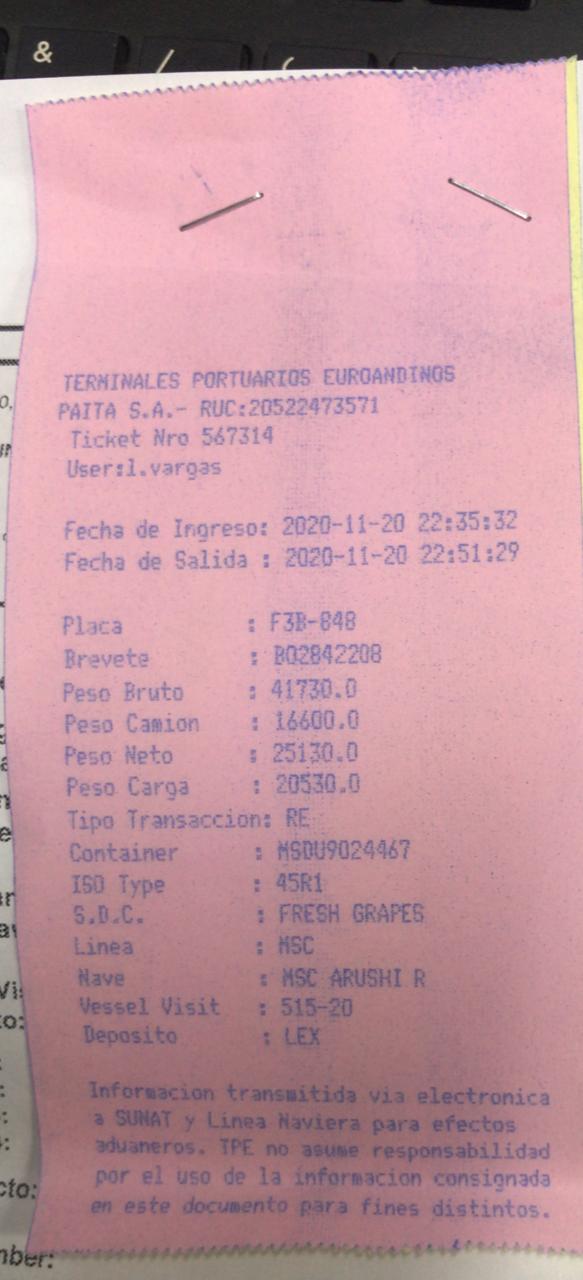 &
TERMINALES PORTUARIOS EUROANDINOS
PAITA S.A.- RUC:20522473571
Ticket Nro 567314
User:l.vargas
Fecha de Ingreso: 2020-11-20 22:35:32
Fecha de Salida : 2020-11-20 22:51:29
Placa : F3B-848
Brevete : BO2842208
Peso Bruto : 41730.0
Peso Camion : 16600.0
Peso Neto : 25130.0
Peso Carga : 20530.0
Tipo Transaccion: RE
Container : MSDU9024467
ISO Type : 45R1
S.D.C. : FRESH GRAPES
Linea : MSC
Nave : MSC ARUSHI R
Vessel Visit : 515-20
Deposito : LEX
Informacion transmitida via electronica
a SUNAT y Linea Naviera para efectos
aduaneros. TPE no asume responsabilidad
por el uso de la informacion consignada
en este documento para fines distintos.